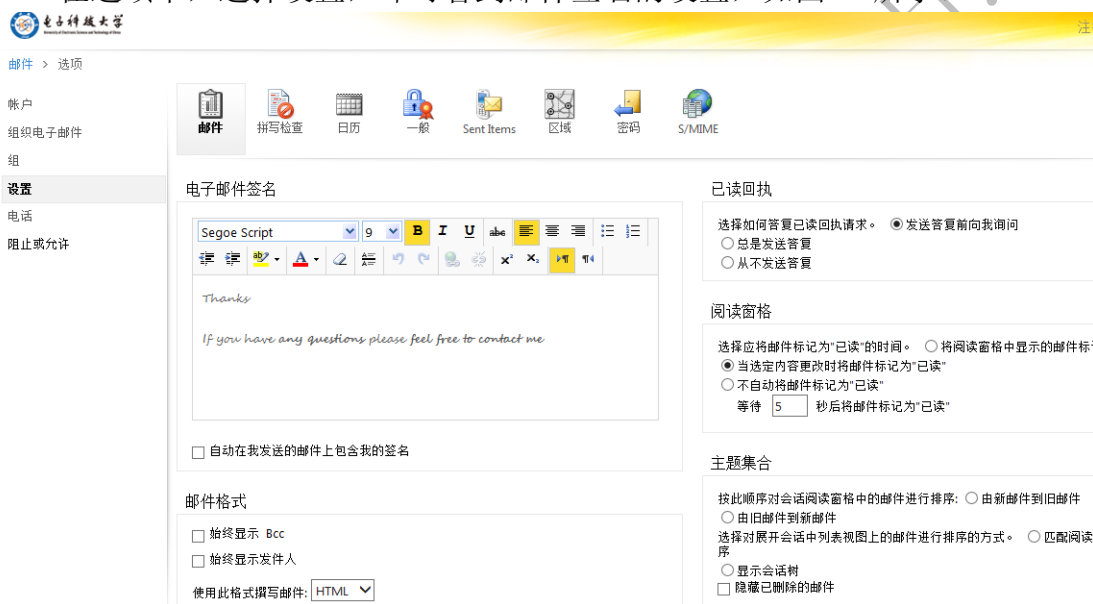 电子科技大学
University of Electronic Science and Technology of China
注
邮件 > 选项
帐户
组织电子邮件
组
设置
电话
阻止或允许
邮件
拼写检查
日历
一般
Sent Items
区域
密码
S/MIME
电子邮件签名
Segoe Script 9 B I U abc
ab A x² x₂
Thanks
If you have any questions please feel free to contact me
自动在我发送的邮件上包含我的签名
邮件格式
始终显示 Bcc
始终显示发件人
使用此格式撰写邮件: HTML
已读回执
选择如何答复已读回执请求。 发送答复前向我询问
总是发送答复
从不发送答复
阅读窗格
选择应将邮件标记为"已读"的时间。 将阅读窗格中显示的邮件标
当选定内容更改时将邮件标记为"已读"
不自动将邮件标记为"已读"
等待 5 秒后将邮件标记为"已读"
主题集合
按此顺序对会话阅读窗格中的邮件进行排序: 由新邮件到旧邮件
由旧邮件到新邮件
选择对展开会话中列表视图上的邮件进行排序的方式。 匹配阅读
序
显示会话树
隐藏已删除的邮件